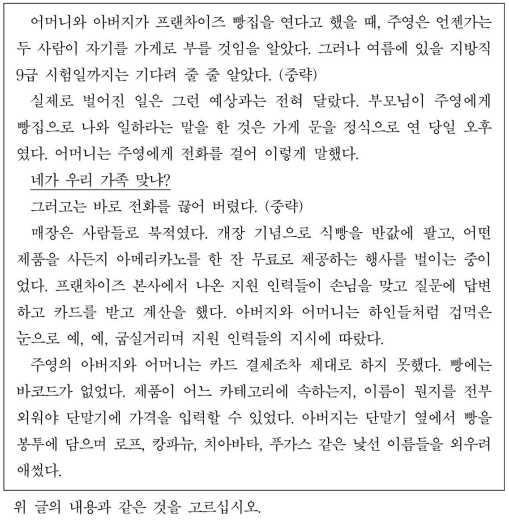 어머니와 아버지가 프랜차이즈 빵집을 연다고 했을 때, 주영은 언젠가는
두 사람이 자기를 가게로 부를 것임을 알았다. 그러나 여름에 있을 지방직
9급 시험일까지는 기다려 줄 줄 알았다. (중략)
실제로 벌어진 일은 그런 예상과는 전혀 달랐다. 부모님이 주영에게
빵집으로 나와 일하라는 말을 한 것은 가게 문을 정식으로 연 당일 오후
였다. 어머니는 주영에게 전화를 걸어 이렇게 말했다.
네가 우리 가족 맞냐?
그러고는 바로 전화를 끊어 버렸다. (중략)
매장은 사람들로 북적였다. 개장 기념으로 식빵을 반값에 팔고, 어떤
제품을 사든지 아메리카노를 한 잔 무료로 제공하는 행사를 벌이는 중이
었다. 프랜차이즈 본사에서 나온 지원 인력들이 손님을 맞고 질문에 답변
하고 카드를 받고 계산을 했다. 아버지와 어머니는 하인들처럼 겁먹은
눈으로 예, 예, 굽실거리며 지원 인력들의 지시에 따랐다.
주영의 아버지와 어머니는 카드 결제조차 제대로 하지 못했다. 빵에는
바코드가 없었다. 제품이 어느 카테고리에 속하는지, 이름이 뭔지를 전부
외워야 단말기에 가격을 입력할 수 있었다. 아버지는 단말기 옆에서 빵을
봉투에 담으며 로프, 캉파뉴, 치아바타, 푸가스 같은 낯선 이름들을 외우려
애썼다.
위 글의 내용과 같은 것을 고르십시오.